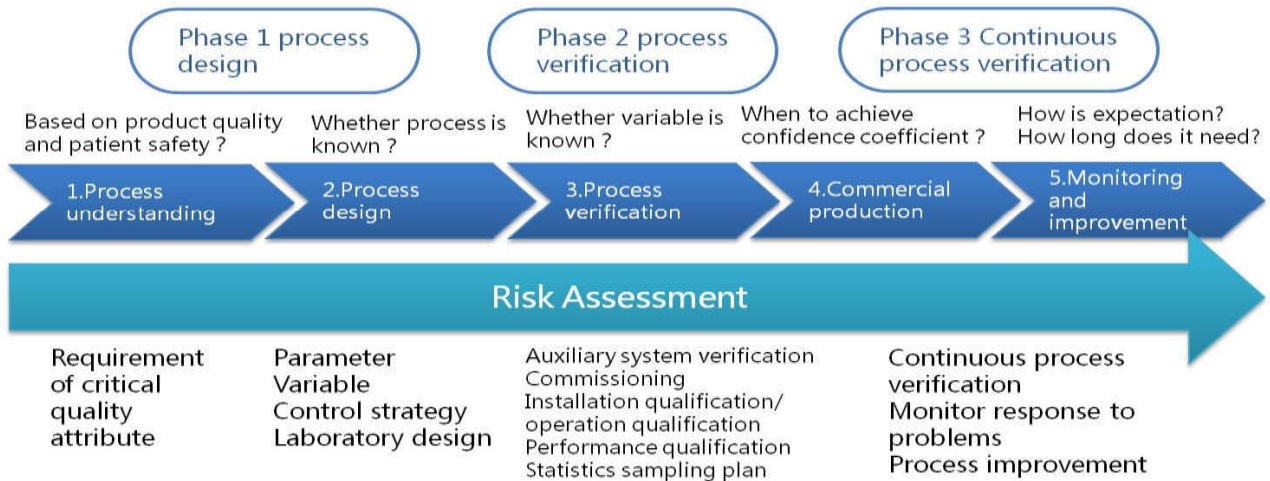 Phase 1 process
design
Phase 2 process
verification
Phase 3 Continuous
process verification
Based on product quality
and patient safety ?
Whether process is
known ?
Whether variable is
known ?
When to achieve
confidence coefficient ?
How is expectation?
How long does it need?
1.Process
understanding
2.Process
design
3.Process
verification
4.Commercial
production
5.Monitoring
and
improvement
Risk Assessment
Requirement
of critical
quality
attribute
Parameter
Variable
Control strategy
Laboratory design
Auxiliary system verification
Commissioning
Installation qualification/
operation qualification
Performance qualification
Statistics sampling plan
Continuous process
verification
Monitor response to
problems
Process improvement